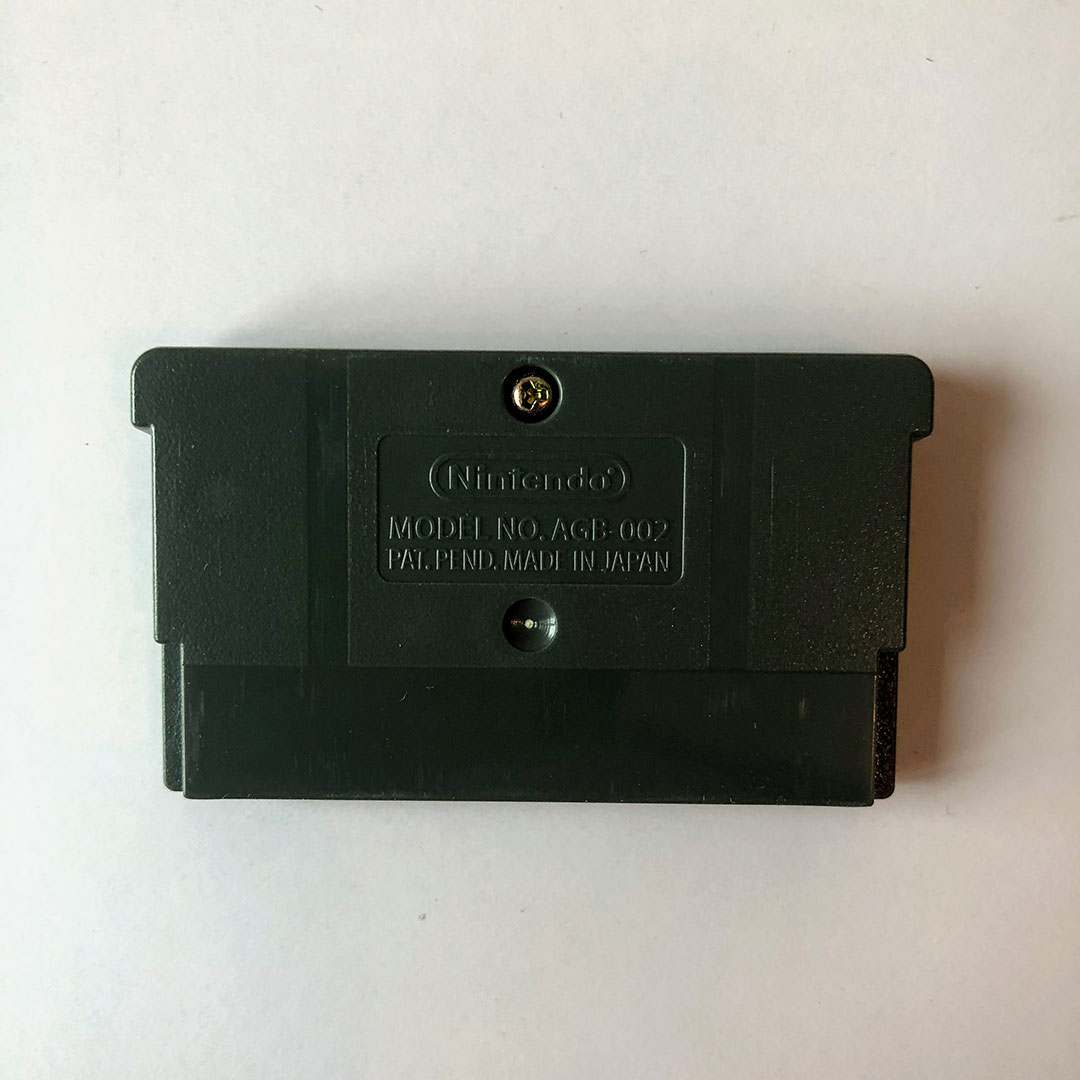 Nintendo®
MODEL NO. AGB-002
PAT. PEND. MADE IN JAPAN